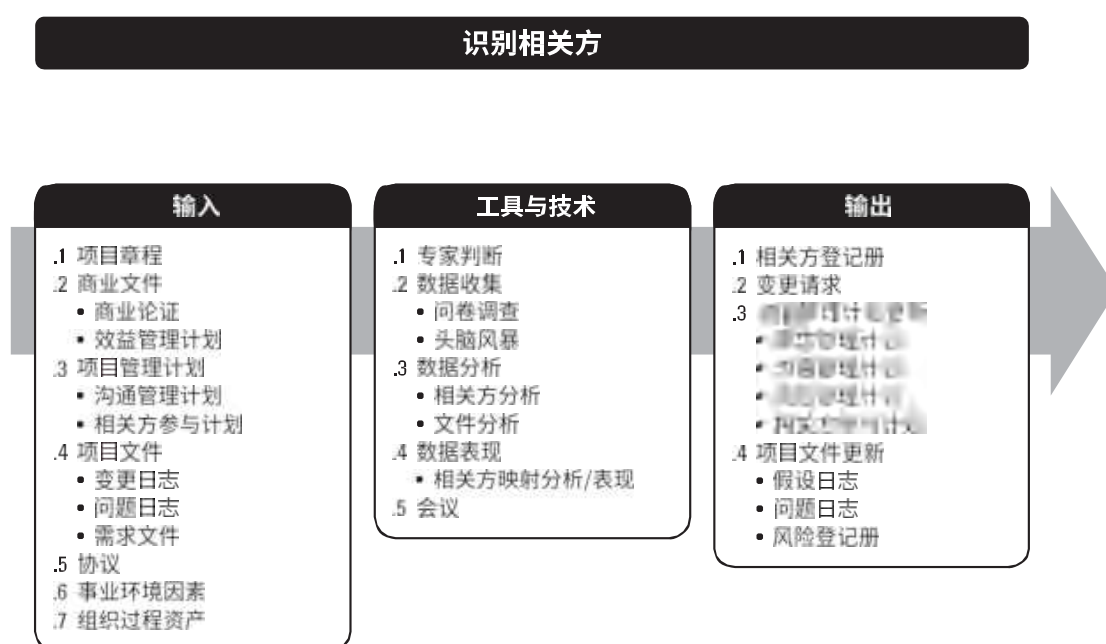 识别相关方
输入
.1 项目章程
.2 商业文件
• 商业论证
• 效益管理计划
.3 项目管理计划
• 沟通管理计划
• 相关方参与计划
.4 项目文件
• 变更日志
• 问题日志
• 需求文件
.5 协议
.6 事业环境因素
.7 组织过程资产
工具与技术
.1 专家判断
.2 数据收集
• 问卷调查
• 头脑风暴
.3 数据分析
• 相关方分析
• 文件分析
.4 数据表现
• 相关方映射分析/表现
.5 会议
输出
.1 相关方登记册
.2 变更请求
.3
.4 项目文件更新
• 假设日志
• 问题日志
• 风险登记册